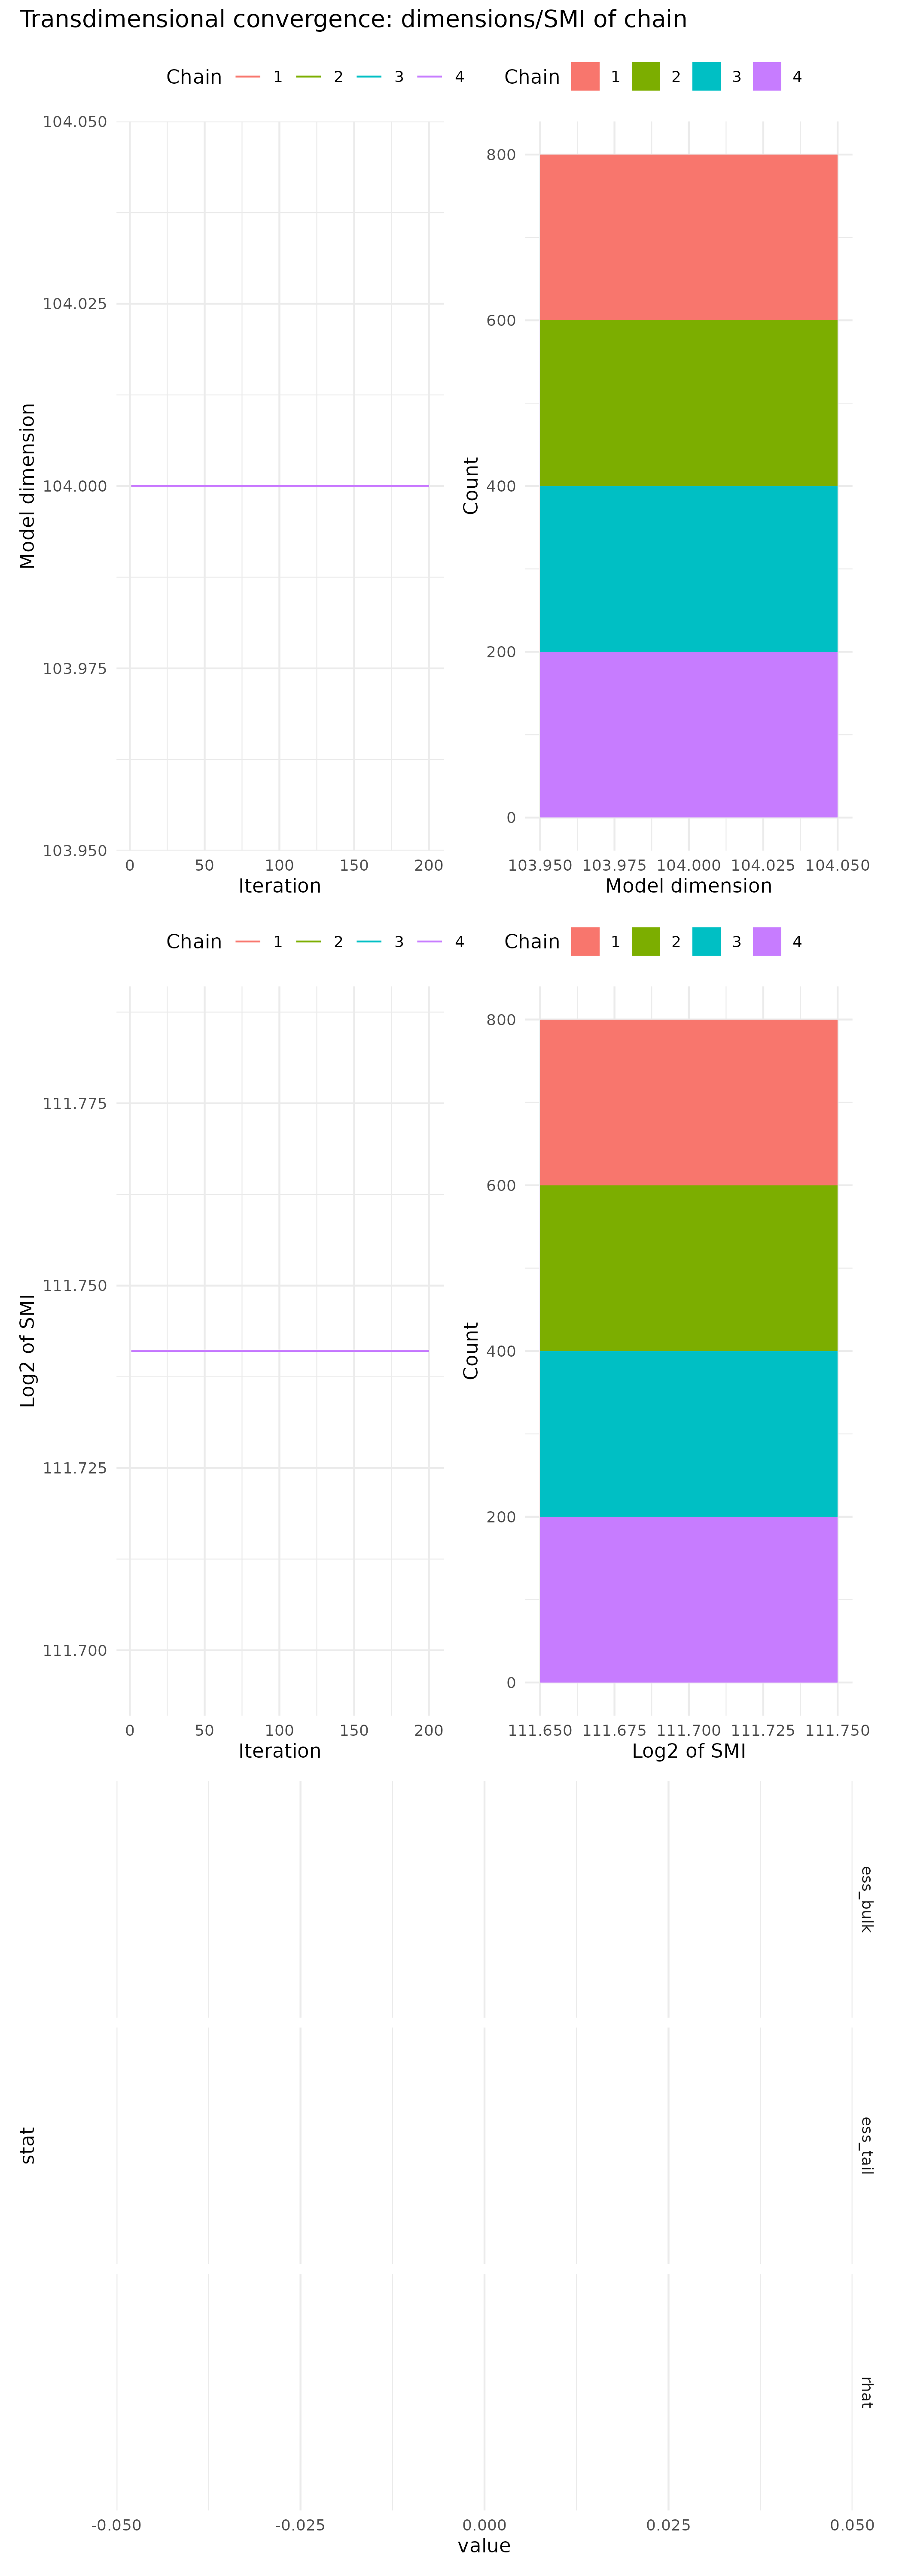 Transdimensional convergence: dimensions/SMI of chain
Chain 1 2 3 4
Chain 1 2 3 4
104.050
104.025
104.000
103.975
103.950
Model dimension
0 50 100 150 200
Iteration
800
600
400
200
0
Count
103.950 103.975 104.000 104.025 104.050
Model dimension
Chain 1 2 3 4
Chain 1 2 3 4
111.775
111.750
111.725
111.700
Log2 of SMI
0 50 100 150 200
Iteration
800
600
400
200
0
Count
111.650 111.675 111.700 111.725 111.750
Log2 of SMI
stat
ess_bulk
ess_tail
rhat
-0.050 -0.025 0.000 0.025 0.050
value